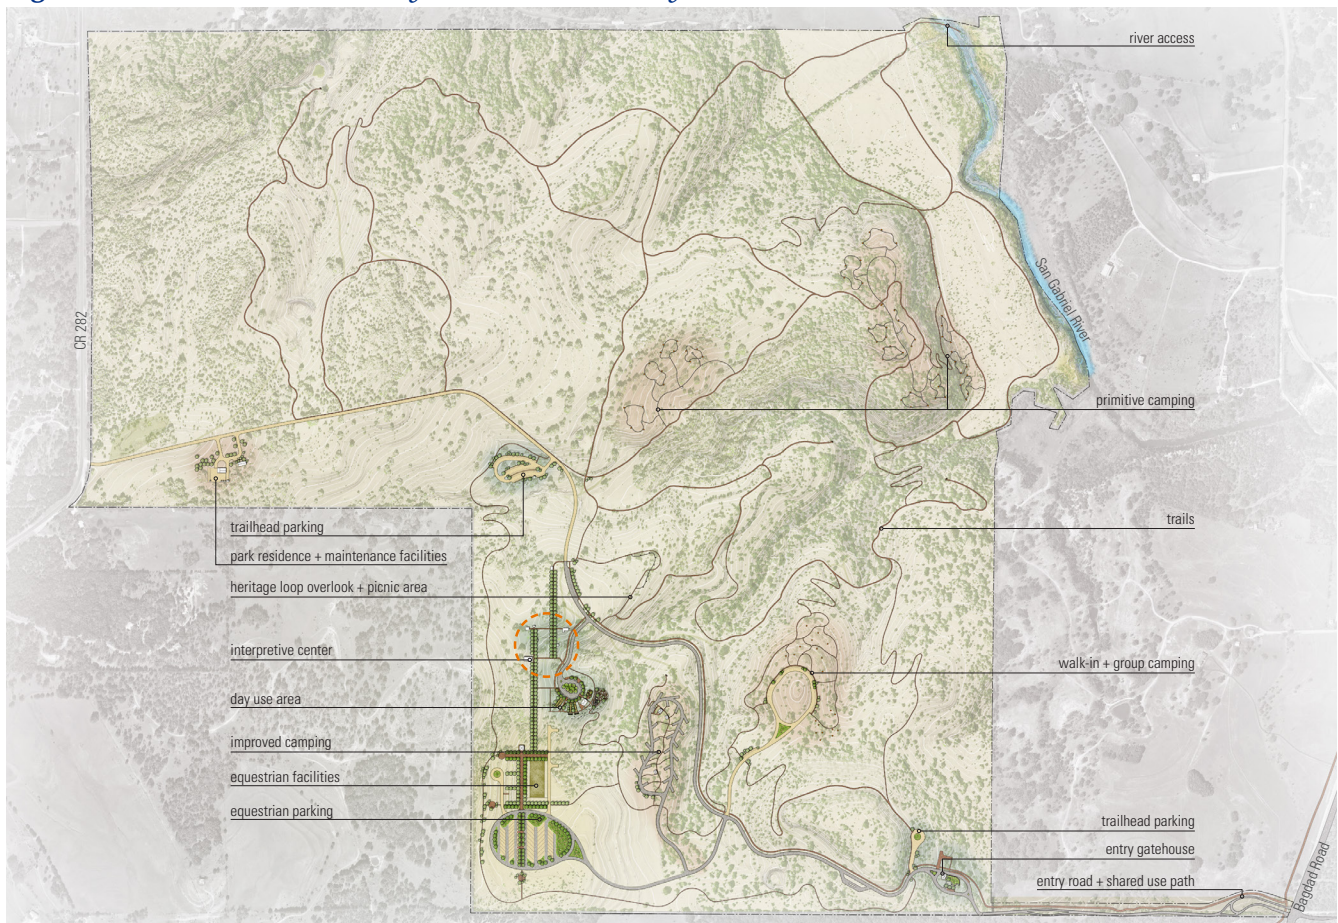 river access
CR 282
San Gabriel River
primitive camping
trailhead parking
trails
park residence + maintenance facilities
heritage loop overlook + picnic area
interpretive center
walk-in + group camping
day use area
improved camping
equestrian facilities
equestrian parking
trailhead parking
entry gatehouse
entry road + shared use path
Bagdad Road